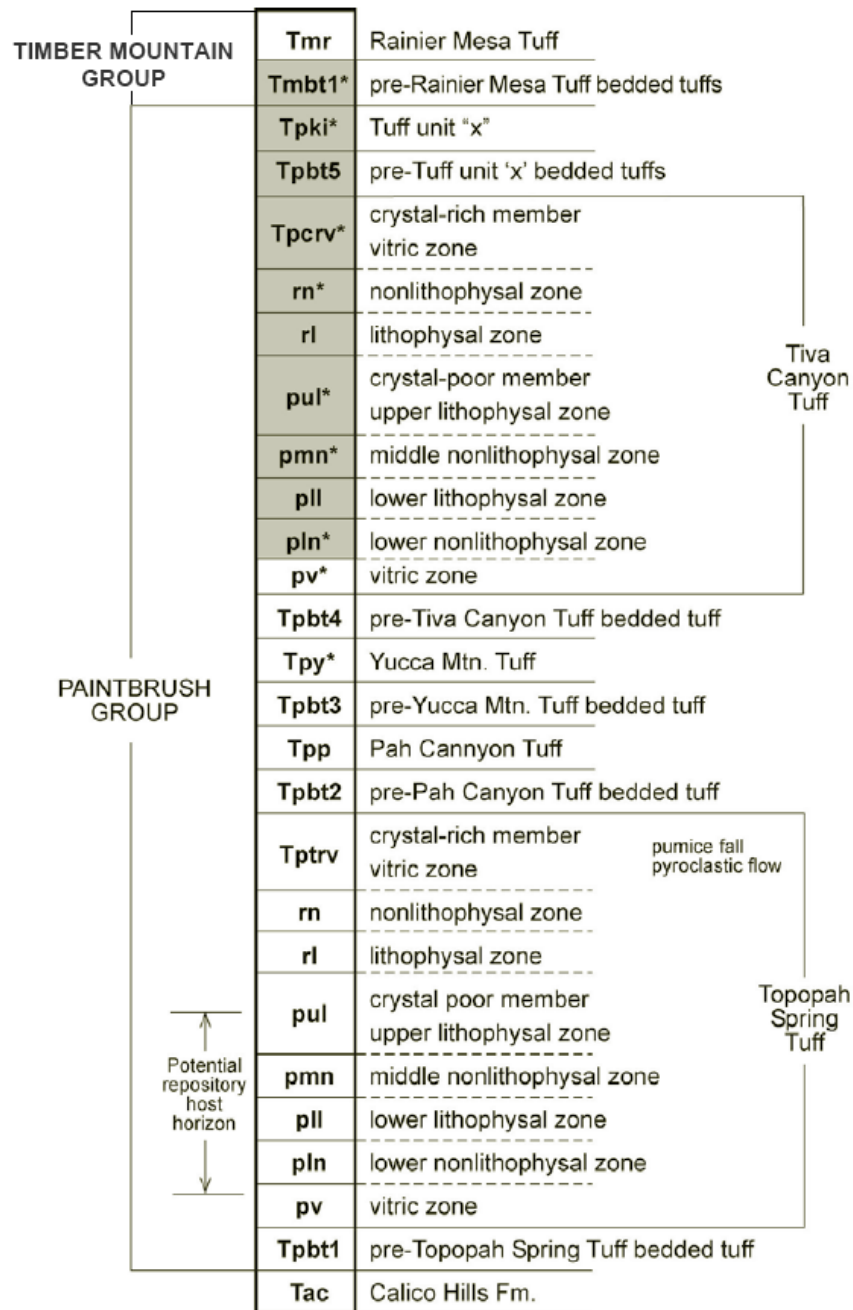 TIMBER MOUNTAIN
GROUP
Tmr Rainier Mesa Tuff
Tmbt1* pre-Rainier Mesa Tuff bedded tuffs
Tpki* Tuff unit “x”
Tpbt5 pre-Tuff unit ‘x’ bedded tuffs
Tpcrv* crystal-rich member
vitric zone
rn* nonlithophysal zone
rl lithophysal zone
pul* crystal-poor member
upper lithophysal zone
pmn* middle nonlithophysal zone
pll lower lithophysal zone
pln* lower nonlithophysal zone
pv* vitric zone
Tiva
Canyon
Tuff
Tpbt4 pre-Tiva Canyon Tuff bedded tuff
Tpy* Yucca Mtn. Tuff
PAINTBRUSH
GROUP
Tpbt3 pre-Yucca Mtn. Tuff bedded tuff
Tpp Pah Cannyon Tuff
Tpbt2 pre-Pah Canyon Tuff bedded tuff
Tptrv crystal-rich member
vitric zone
pumice fall
pyroclastic flow
rn nonlithophysal zone
rl lithophysal zone
pul crystal poor member
upper lithophysal zone
Topopah
Spring
Tuff
Potential
repository
host
horizon
pmn middle nonlithophysal zone
pll lower lithophysal zone
pln lower nonlithophysal zone
pv vitric zone
Tpbt1 pre-Topopah Spring Tuff bedded tuff
Tac Calico Hills Fm.